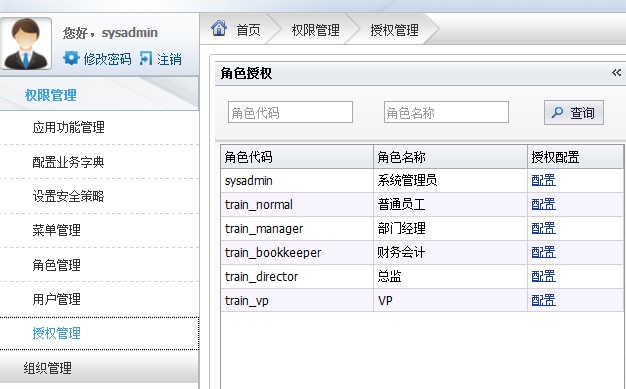 您好，sysadmin
修改密码 注销
权限管理
应用功能管理
配置业务字典
设置安全策略
菜单管理
角色管理
用户管理
授权管理
组织管理
首页 权限管理 授权管理
角色授权
角色代码 角色名称 查询
角色代码 角色名称 授权配置
sysadmin 系统管理员 配置
train_normal 普通员工 配置
train_manager 部门经理 配置
train_bookkeeper 财务会计 配置
train_director 总监 配置
train_vp VP 配置